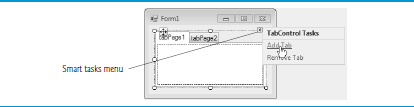 Form1
TabControl Tasks
tabPage1 tabPage2
Add Tab
Smart tasks menu
Remove Tab